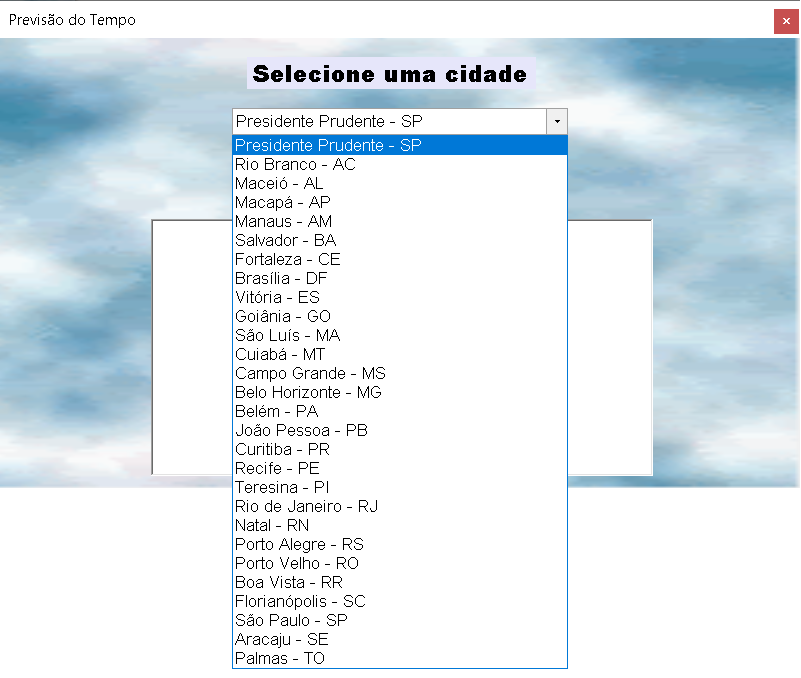 Previsão do Tempo
Selecione uma cidade
Presidente Prudente - SP
Presidente Prudente - SP
Rio Branco - AC
Maceió - AL
Macapá - AP
Manaus - AM
Salvador - BA
Fortaleza - CE
Brasília - DF
Vitória - ES
Goiânia - GO
São Luís - MA
Cuiabá - MT
Campo Grande - MS
Belo Horizonte - MG
Belém - PA
João Pessoa - PB
Curitiba - PR
Recife - PE
Teresina - PI
Rio de Janeiro - RJ
Natal - RN
Porto Alegre - RS
Porto Velho - RO
Boa Vista - RR
Florianópolis - SC
São Paulo - SP
Aracaju - SE
Palmas - TO